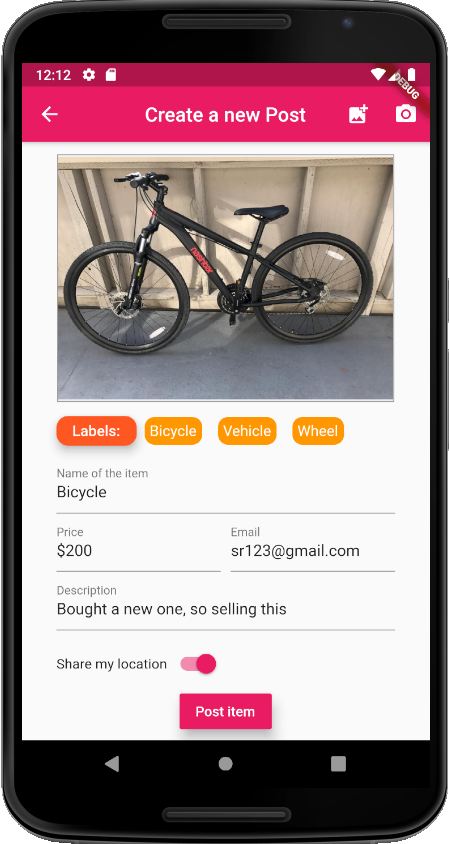 12:12
DEBUG
Create a new Post
Labels: Bicycle Vehicle Wheel
Name of the item
Bicycle
Price Email
$200 sr123@gmail.com
Description
Bought a new one, so selling this
Share my location
Post item